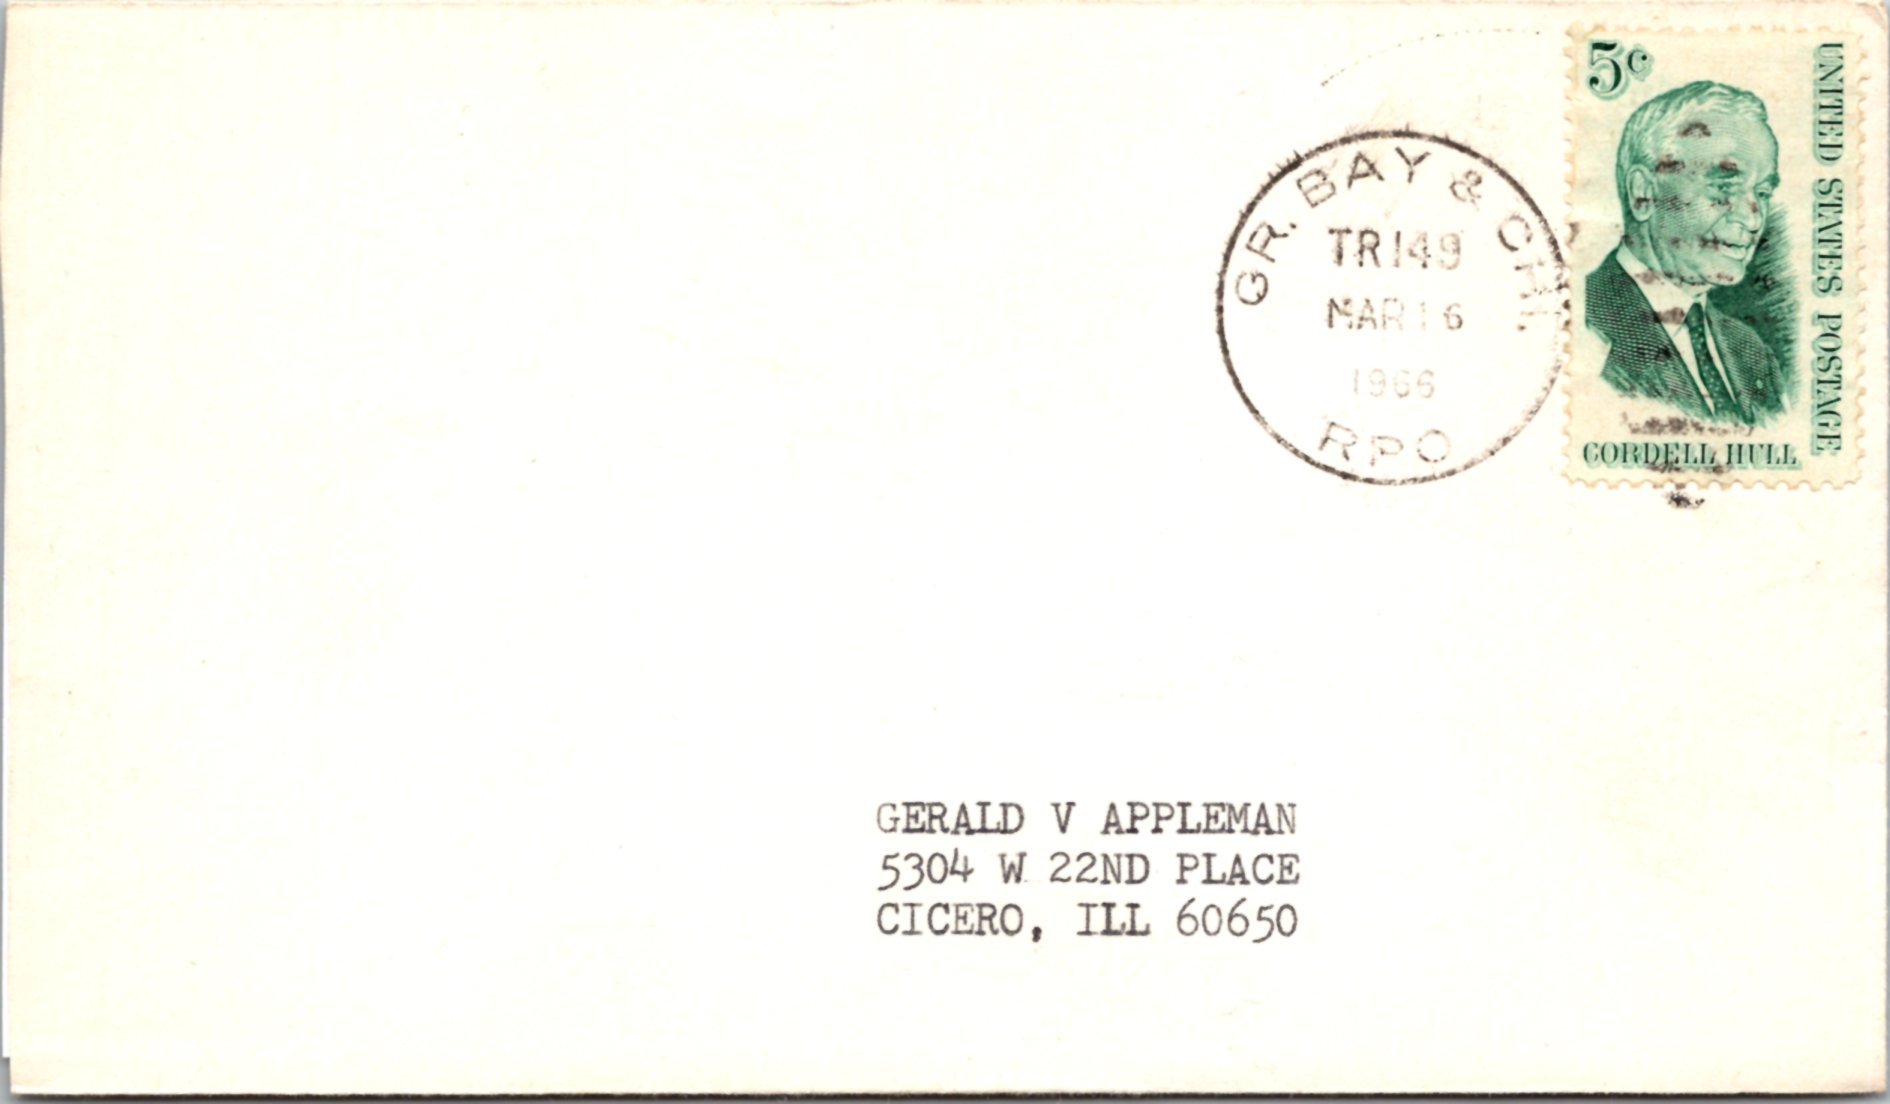 5c
UNITED STATES POSTAGE
CORDELL HULL
GR. BAY & CHI.
TR149
MAR 16
1966
RPO
GERALD V APPLEMAN
5304 W 22ND PLACE
CICERO, ILL 60650